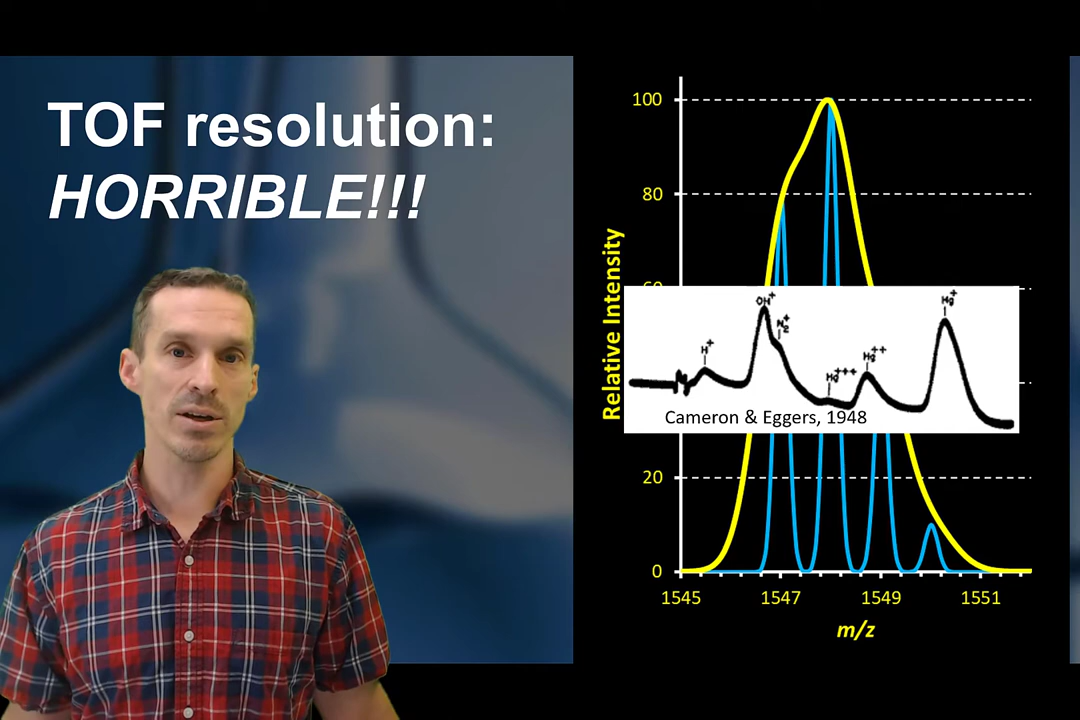 TOF resolution:
HORRIBLE!!!
100
80
60
20
0
Relative Intensity
1545
1547
1549
1551
m/z
H+
OH+
N2+
Hg+++
Hg++
Hg+
Cameron & Eggers, 1948